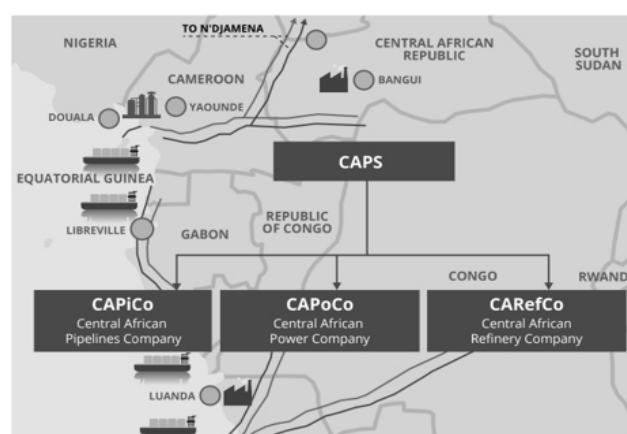 TO N'DJAMENA
NIGERIA
CENTRAL AFRICAN
REPUBLIC
SOUTH
SUDAN
CAMEROON
BANGUI
YAOUNDE
DOUALA
CAPS
EQUATORIAL GUINEA
REPUBLIC
OF CONGO
LIBREVILLE
GABON
CONGO
RWAND
CAPiCo
Central African
Pipelines Company
CAPoCo
Central African
Power Company
CARefCo
Central African
Refinery Company
LUANDA